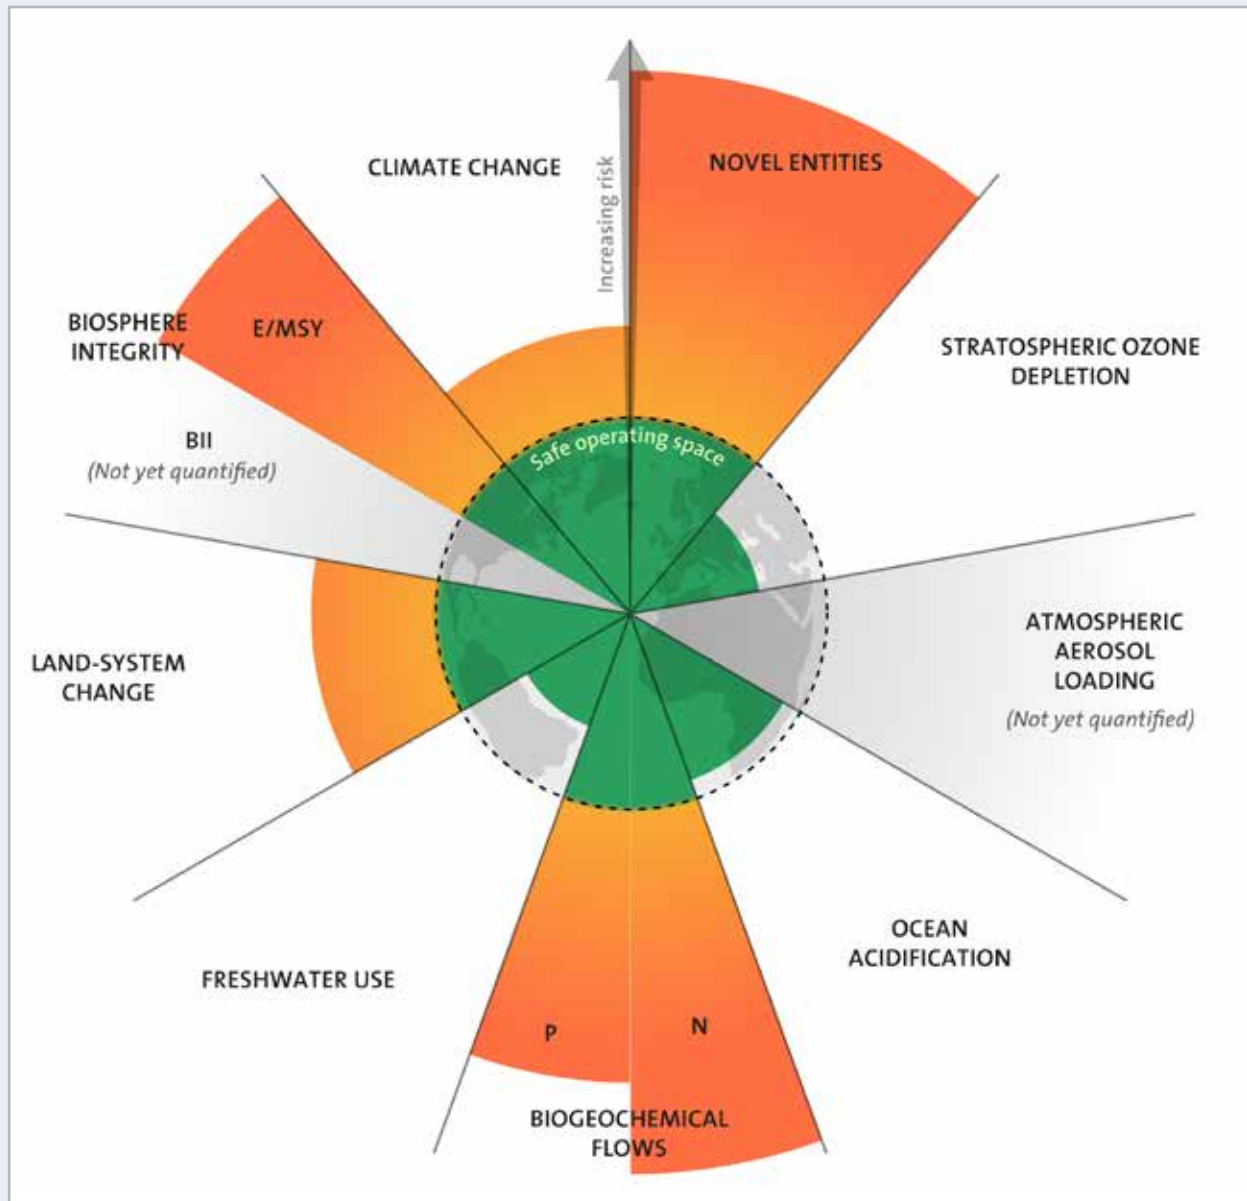 CLIMATE CHANGE
NOVEL ENTITIES
Increasing risk
BIOSPHERE
INTEGRITY
E/MSY
STRATOSPHERIC OZONE
DEPLETION
BII
(Not yet quantified)
Safe operating space
ATMOSPHERIC
AEROSOL
LOADING
(Not yet quantified)
LAND-SYSTEM
CHANGE
OCEAN
ACIDIFICATION
FRESHWATER USE
P
N
BIOGEOCHEMICAL
FLOWS